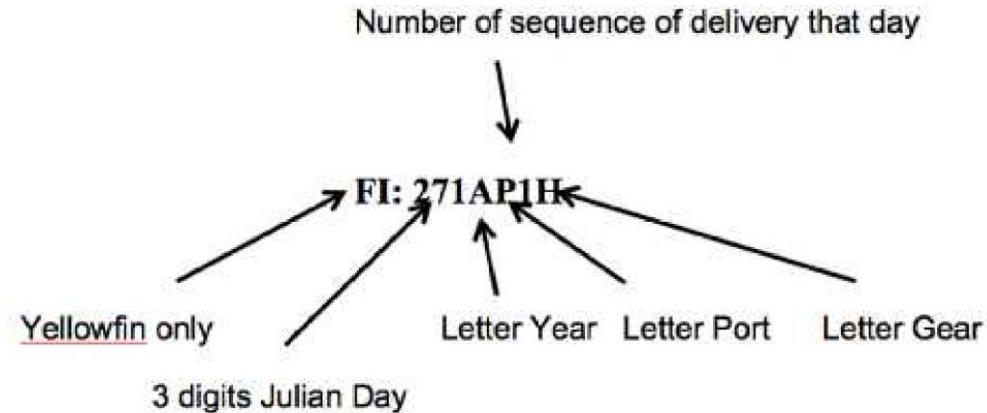 Number of sequence of delivery that day
FI: 271AP1H
Yellowfin only
Letter Year
Letter Port
Letter Gear
3 digits Julian Day